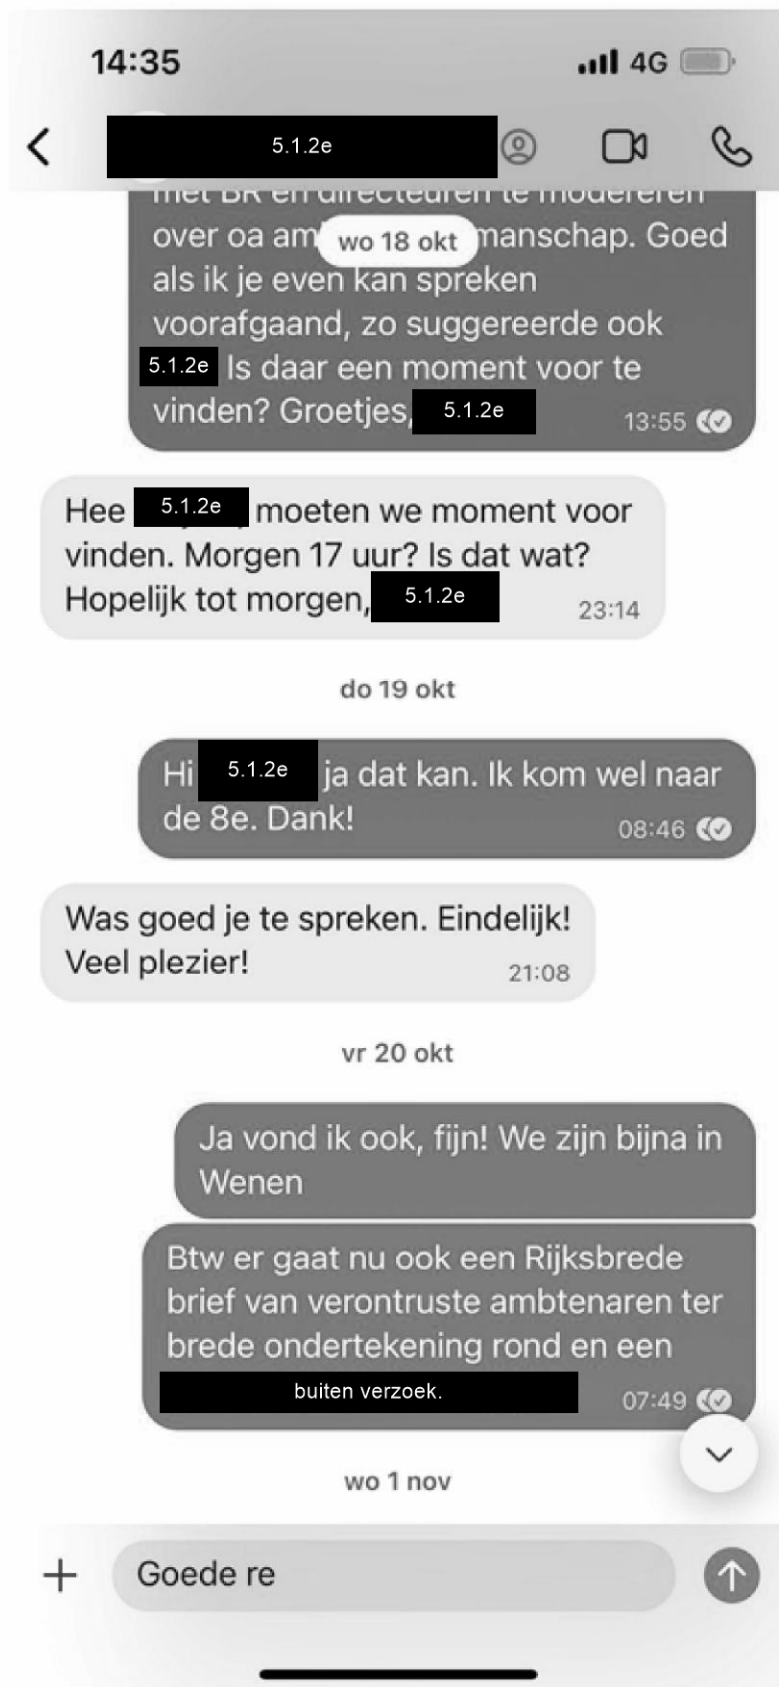 14:35 4G
5.1.2e
met BR en directeuren te modereren
over oa am wo 18 okt manschap. Goed
als ik je even kan spreken
voorafgaand, zo suggereerde ook
5.1.2e Is daar een moment voor te
vinden? Groetjes, 5.1.2e 13:55
Hee 5.1.2e, moeten we moment voor
vinden. Morgen 17 uur? Is dat wat?
Hopelijk tot morgen, 5.1.2e 23:14
do 19 okt
Hi 5.1.2e ja dat kan. Ik kom wel naar
de 8e. Dank! 08:46
Was goed je te spreken. Eindelijk!
Veel plezier! 21:08
vr 20 okt
Ja vond ik ook, fijn! We zijn bijna in
Wenen
Btw er gaat nu ook een Rijksbrede
brief van verontruste ambtenaren ter
brede ondertekening rond en een
buiten verzoek. 07:49
wo 1 nov
Goede re